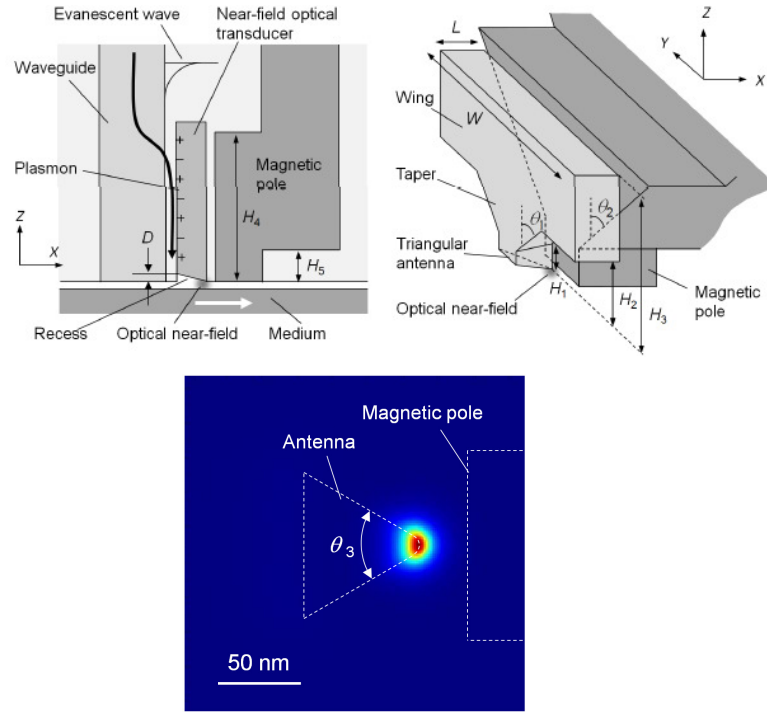 Evanescent wave
Near-field optical
transducer
Waveguide
Plasmon
Magnetic
pole
H4
H5
D
Z
X
+
+
+
+
+
+
Recess
Optical near-field
Medium
L
Z
Y
X
Wing
W
Taper
θ1
θ2
Triangular
antenna
H1
H2
H3
Optical near-field
Magnetic
pole
Magnetic pole
Antenna
θ3
50 nm